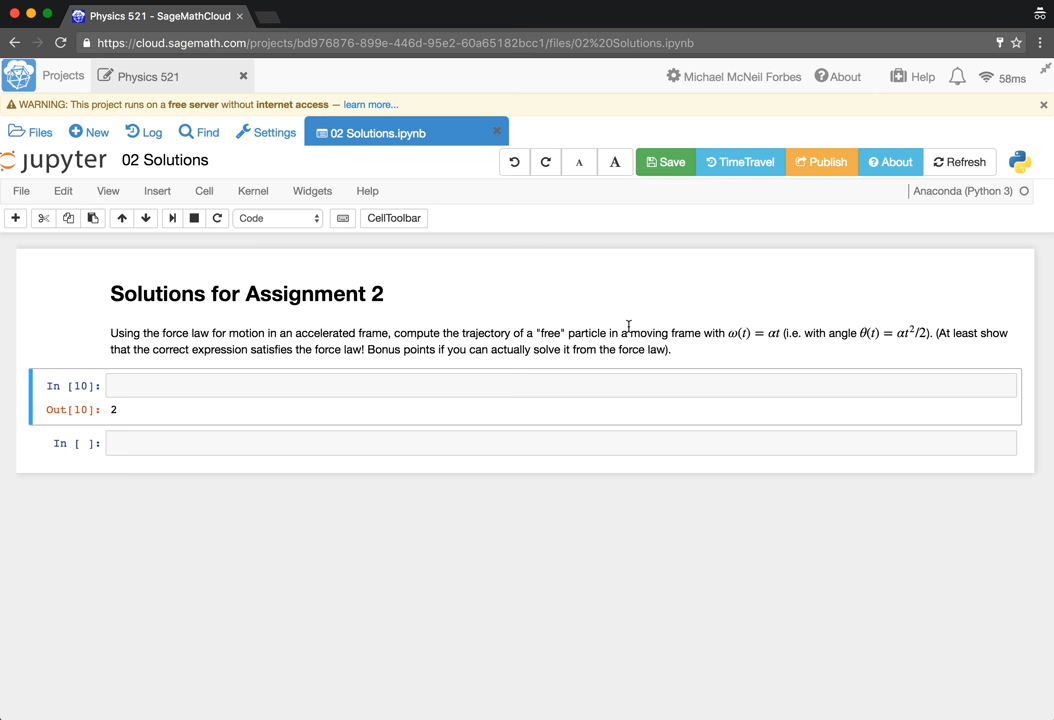 Physics 521 - SageMathCloud
https://cloud.sagemath.com/projects/bd976876-899e-446d-95e2-60a65182bcc1/files/02%20Solutions.ipynb
Projects Physics 521 Michael McNeil Forbes About Help 58ms
WARNING: This project runs on a free server without internet access — learn more...
Files New Log Find Settings 02 Solutions.ipynb
jupyter 02 Solutions A A Save TimeTravel Publish About Refresh
File Edit View Insert Cell Kernel Widgets Help Anaconda (Python 3)
Code CellToolbar
Solutions for Assignment 2
Using the force law for motion in an accelerated frame, compute the trajectory of a "free" particle in a moving frame with ω(t) = αt (i.e. with angle θ(t) = αt²/2). (At least show
that the correct expression satisfies the force law! Bonus points if you can actually solve it from the force law).
In [10]:
Out[10]: 2
In [ ]: